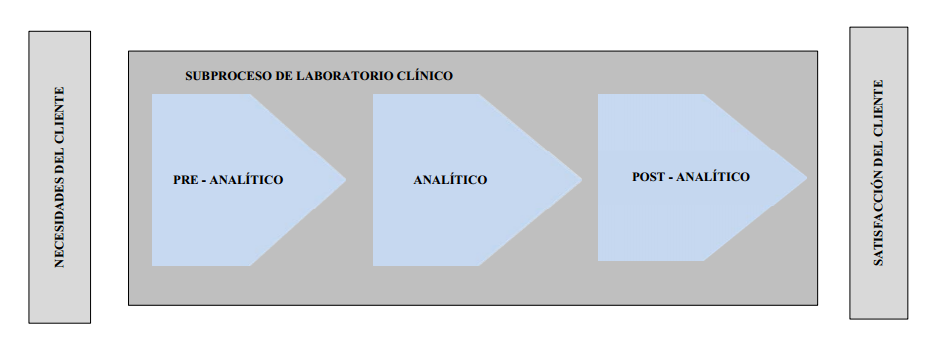 NECESIDADES DEL CLIENTE
SUBPROCESO DE LABORATORIO CLÍNICO
PRE - ANALÍTICO
ANALÍTICO
POST - ANALÍTICO
SATISFACCIÓN DEL CLIENTE